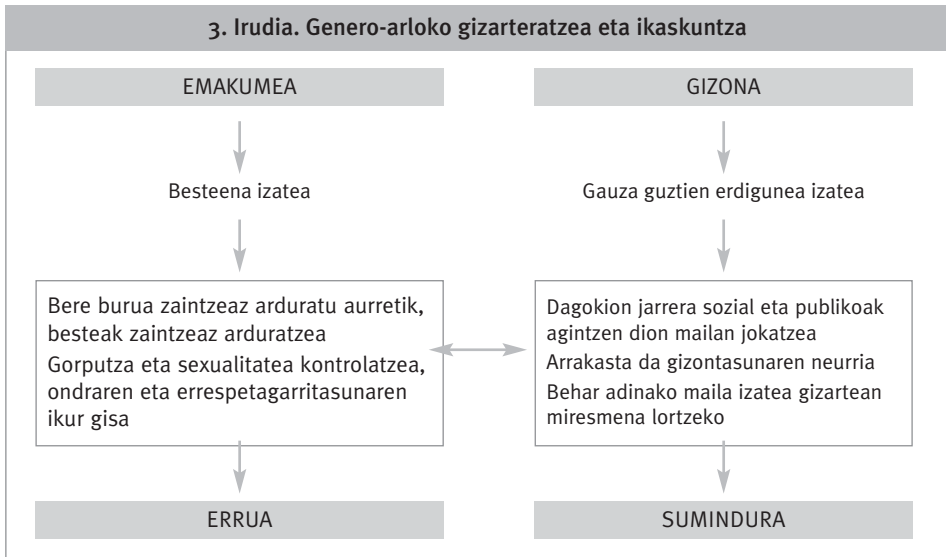 3. Irudia. Genero-arloko gizarteratzea eta ikaskuntza
EMAKUMEA
Besteena izatea
Bere burua zaintzeaz arduratu aurretik,
besteak zaintzeaz arduratzea
Gorputza eta sexualitatea kontrolatzea,
ondraren eta errespetagarritasunaren
ikur gisa
ERRUA
GIZONA
Gauza guztien erdigunea izatea
Dagokion jarrera sozial eta publikoak
agintzen dion mailan jokatzea
Arrakasta da gizontasunaren neurria
Behar adinako maila izatea gizartean
miresmena lortzeko
SUMINDURA